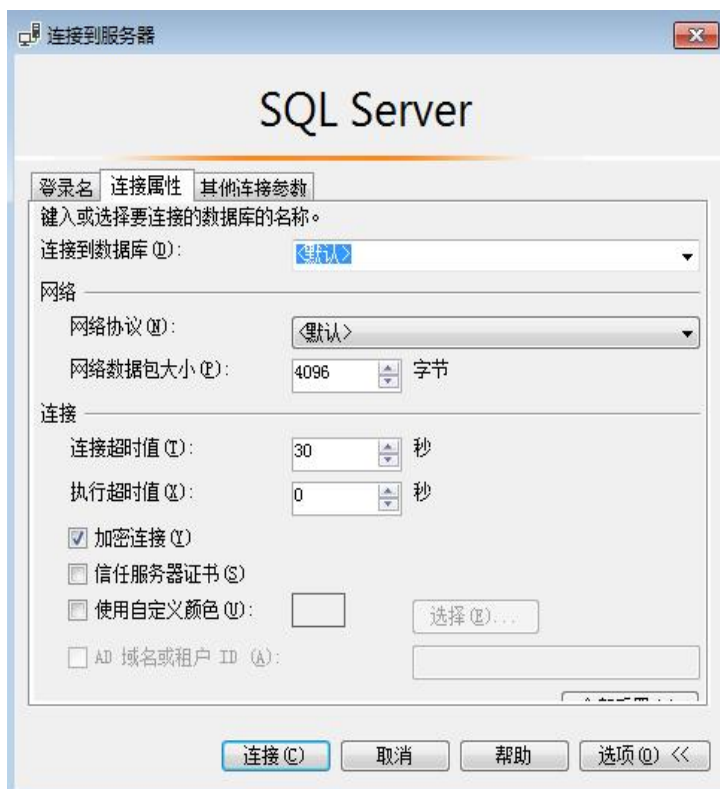 连接到服务器
SQL Server
登录名 连接属性 其他连接参数
键入或选择要连接的数据库的名称。
连接到数据库(D): <默认>
网络
网络协议(N): <默认>
网络数据包大小(P): 4096 字节
连接
连接超时值(T): 30 秒
执行超时值(X): 0 秒
加密连接(Y)
信任服务器证书(S)
使用自定义颜色(U): 选择(E)...
AD 域名或租户 ID (A):
连接(C) 取消 帮助 选项(O) <<